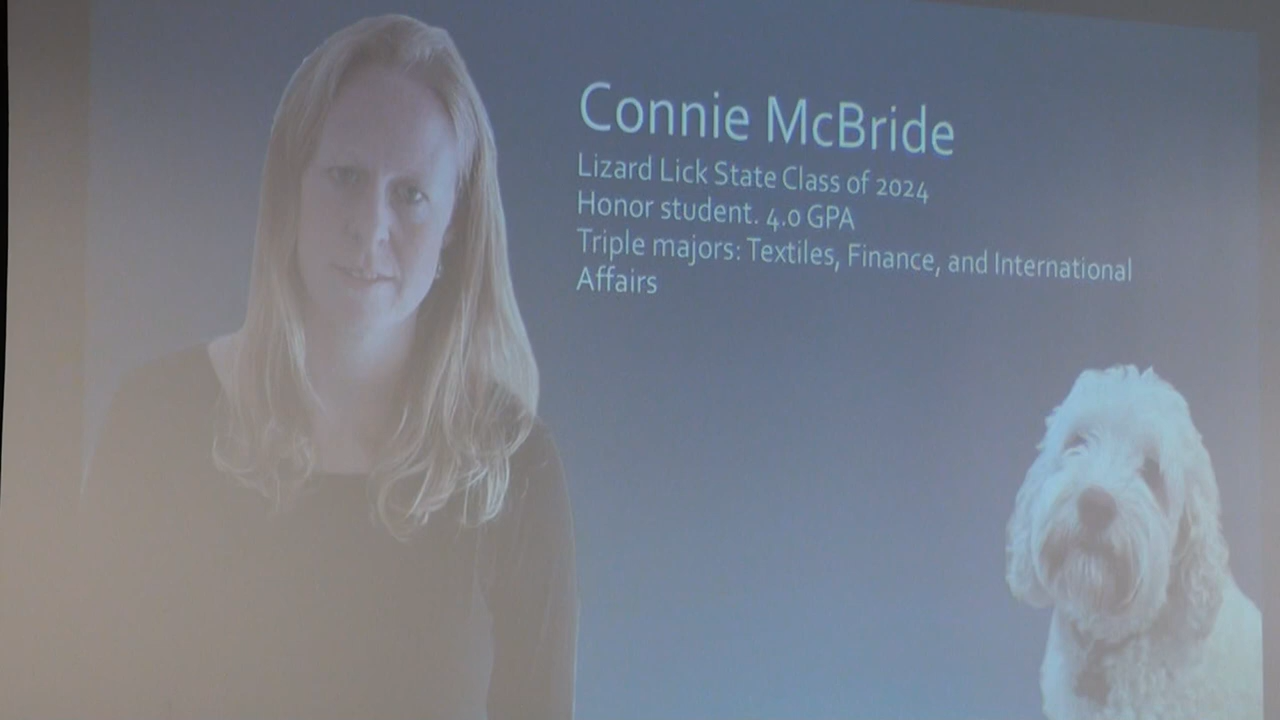 Connie McBride
Lizard Lick State Class of 2024
Honor student. 4.0 GPA
Triple majors: Textiles, Finance, and International
Affairs